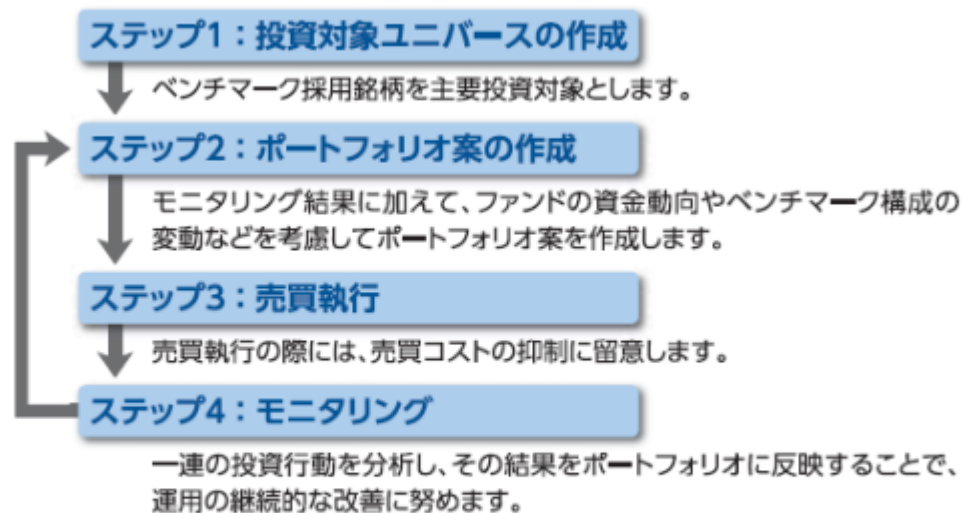 ステップ1：投資対象ユニバースの作成
ベンチマーク採用銘柄を主要投資対象とします。
ステップ2：ポートフォリオ案の作成
モニタリング結果に加えて、ファンドの資金動向やベンチマーク構成の
変動などを考慮してポートフォリオ案を作成します。
ステップ3：売買執行
売買執行の際には、売買コストの抑制に留意します。
ステップ4：モニタリング
一連の投資行動を分析し、その結果をポートフォリオに反映することで、
運用の継続的な改善に努めます。